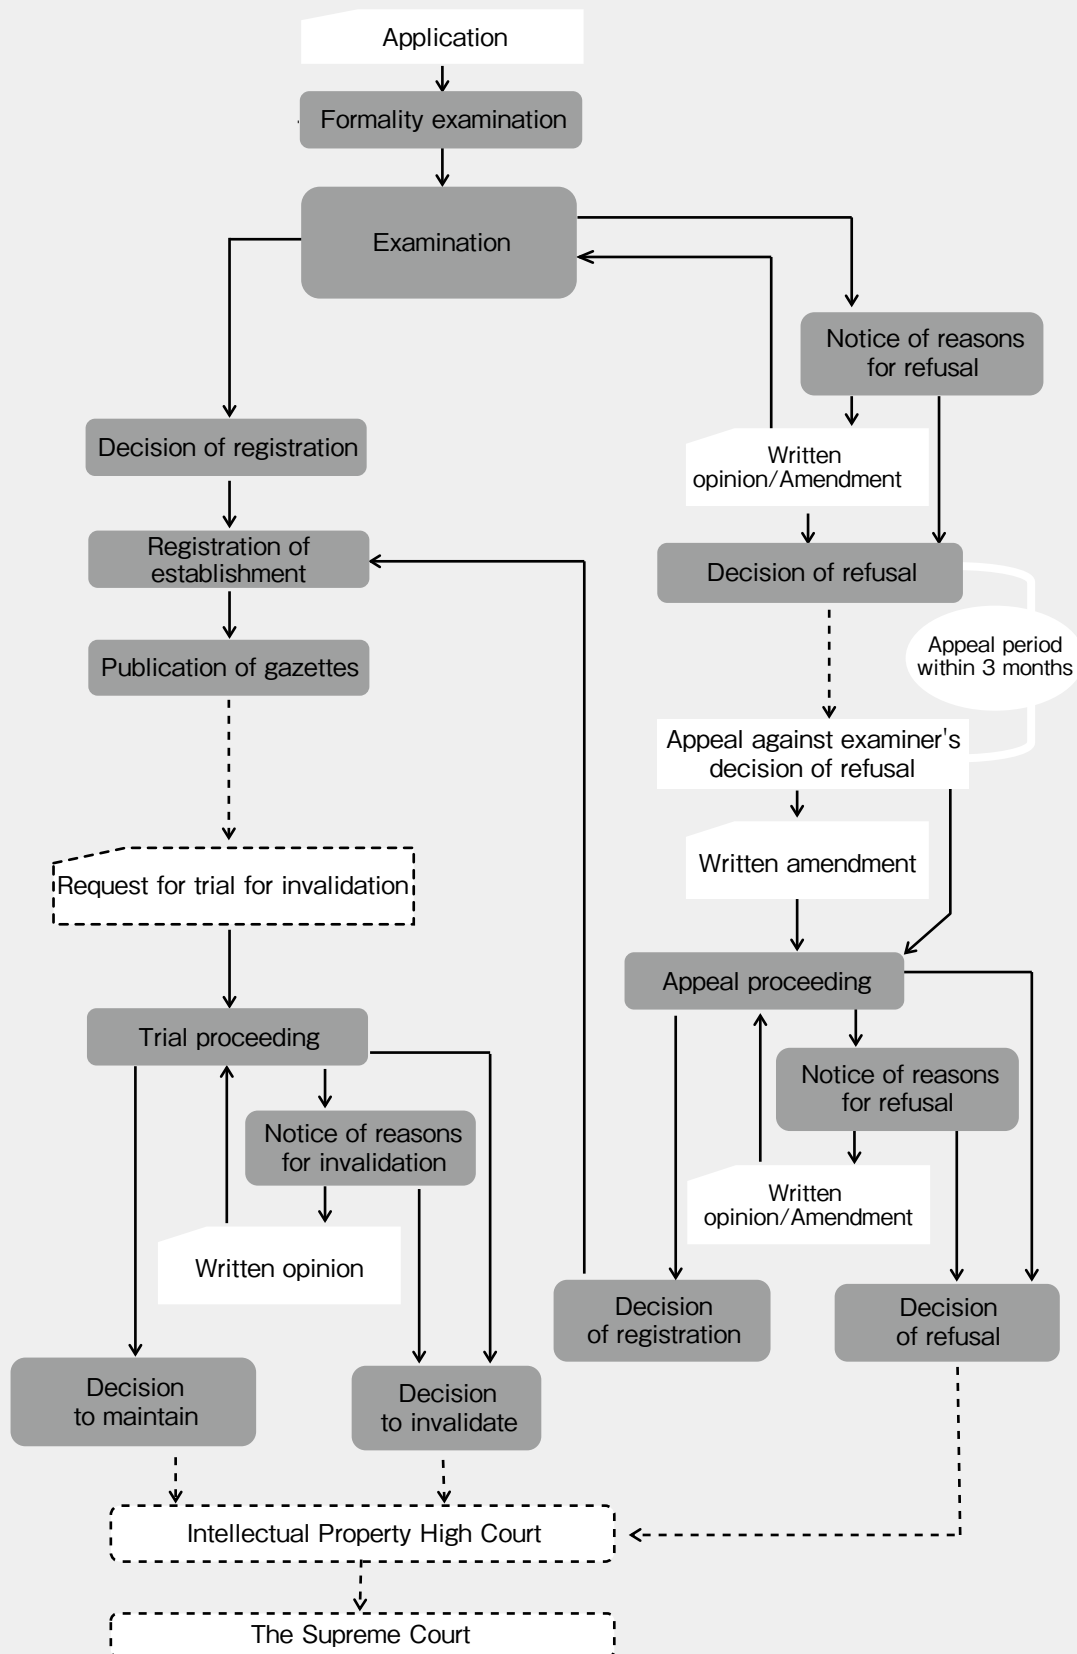 Application
Formality examination
Examination
Notice of reasons
for refusal
Decision of registration
Written
opinion/Amendment
Registration of
establishment
Decision of refusal
Publication of gazettes
Appeal period
within 3 months
Appeal against examiner's
decision of refusal
Request for trial for invalidation
Written amendment
Appeal proceeding
Trial proceeding
Notice of reasons
for refusal
Notice of reasons
for invalidation
Written
opinion/Amendment
Written opinion
Decision
of registration
Decision
of refusal
Decision
to maintain
Decision
to invalidate
Intellectual Property High Court
The Supreme Court